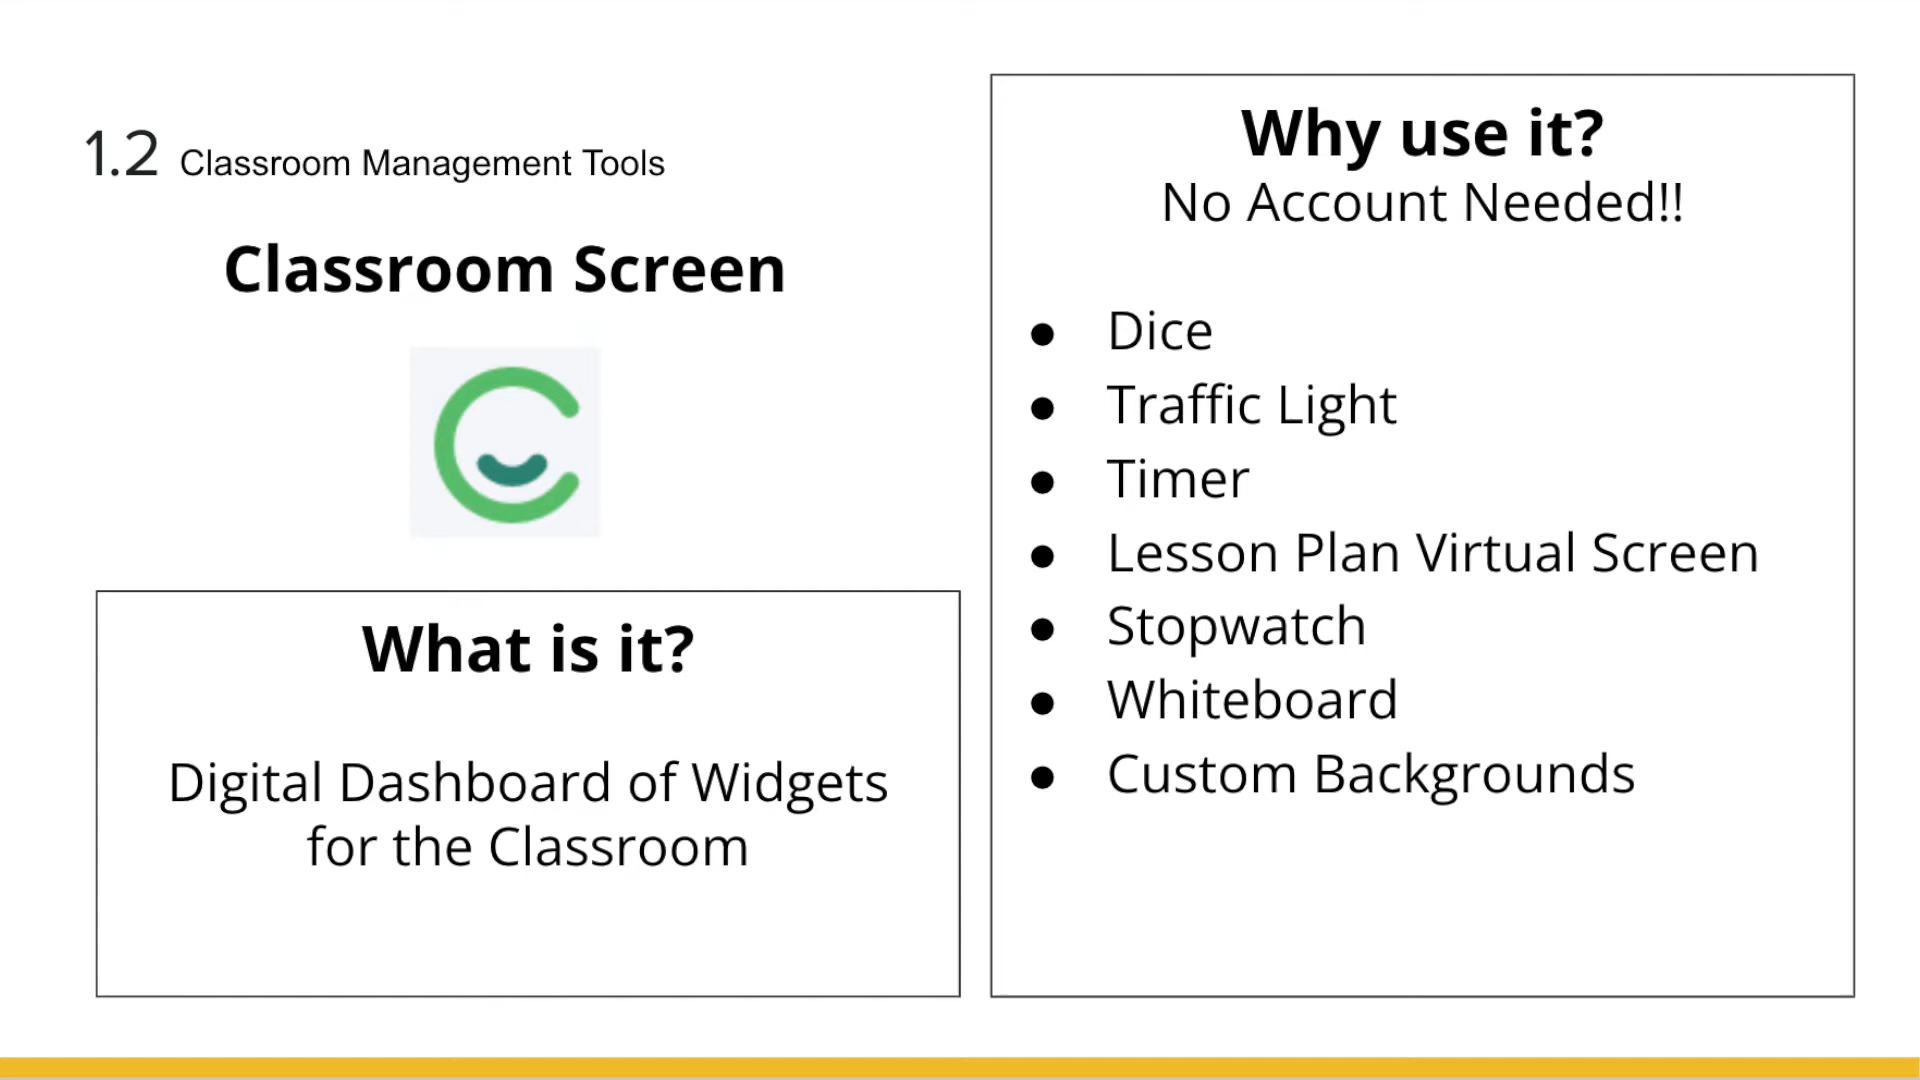 1.2 Classroom Management Tools
Classroom Screen
What is it?
Digital Dashboard of Widgets
for the Classroom
Why use it?
No Account Needed!!
● Dice
● Traffic Light
● Timer
● Lesson Plan Virtual Screen
● Stopwatch
● Whiteboard
● Custom Backgrounds